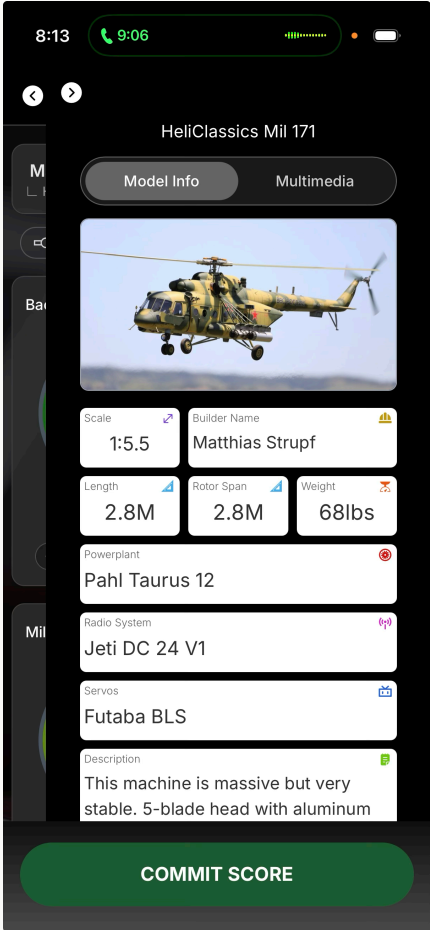 8:13
9:06
HeliClassics Mil 171
M
Model Info
Multimedia
Bac
Scale
1:5.5
Builder Name
Matthias Strupf
Length
2.8M
Rotor Span
2.8M
Weight
68lbs
Powerplant
Pahl Taurus 12
Radio System
Jeti DC 24 V1
Mil
Servos
Futaba BLS
Description
This machine is massive but very
stable. 5-blade head with aluminum
COMMIT SCORE